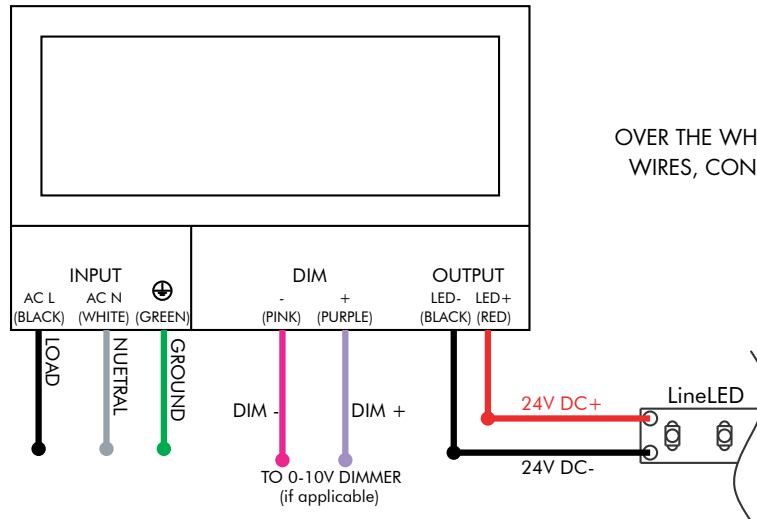 OVER THE WH
WIRES, CON
INPUT
DIM
OUTPUT
AC L
(BLACK)
AC N
(WHITE)
(GREEN)
-
(PINK)
+
(PURPLE)
LED-
(BLACK)
LED+
(RED)
LOAD
NUETRAL
GROUND
DIM -
DIM +
TO 0-10V DIMMER
(if applicable)
24V DC+
24V DC-
LineLED